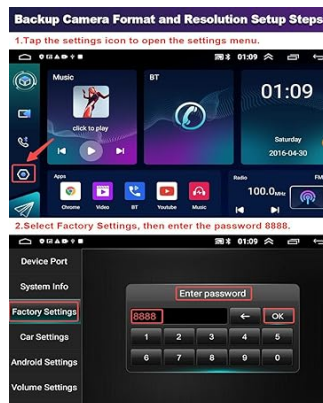 Backup Camera Format and Resolution Setup Steps
1.Tap the settings icon to open the settings menu.
01:09
Music
BT
01:09
click to play
Saturday
2016-04-30
Apps
Radio
FM
100.0MHz
Chrome
Video
BT
Youtube
Music
2.Select Factory Settings, then enter the password 8888.
01:09
Device Port
System Info
Enter password
Factory Settings
8888
OK
1 2 3 4 5
Car Settings
6 7 8 9 0
Android Settings
Volume Settings